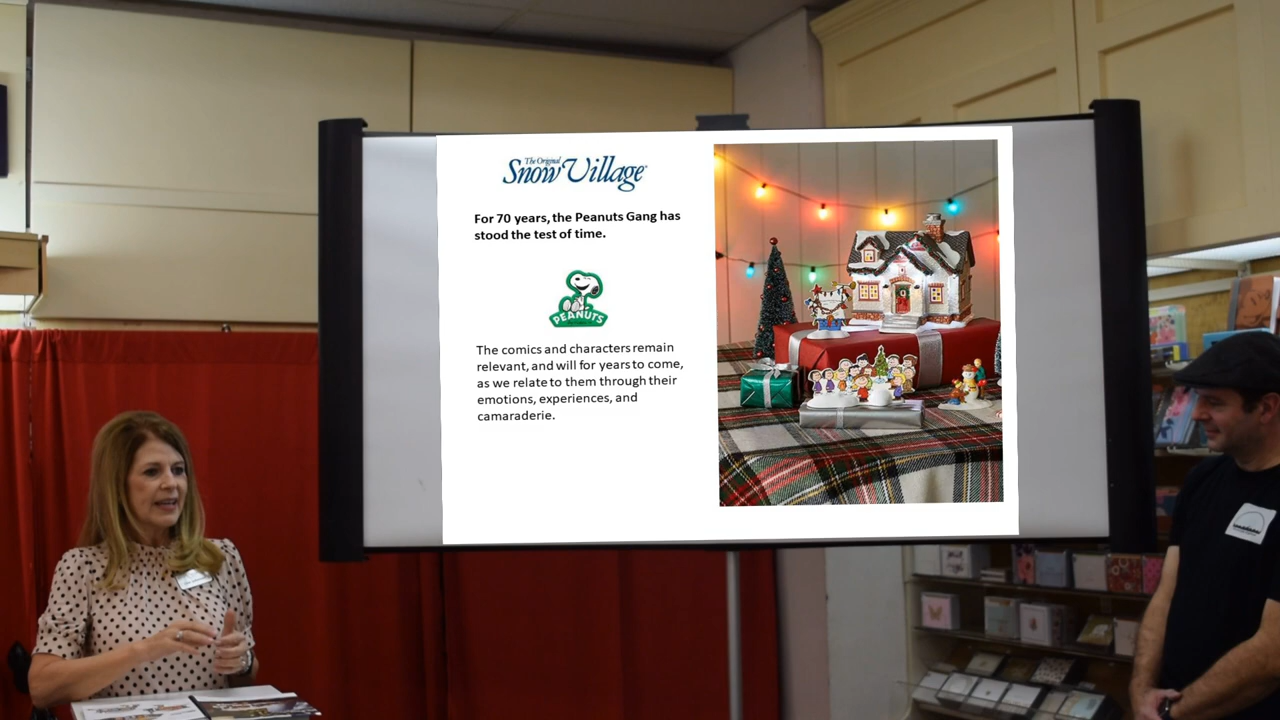 The Original
Snow Village
For 70 years, the Peanuts Gang has
stood the test of time.
PEANUTS
The comics and characters remain
relevant, and will for years to come,
as we relate to them through their
emotions, experiences, and
camaraderie.